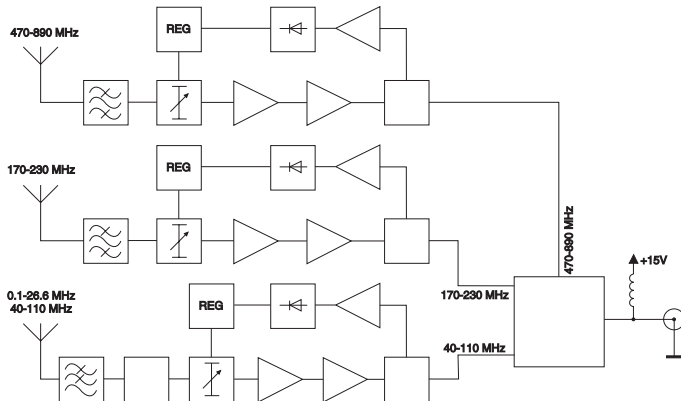 470-890 MHz
REG
170-230 MHz
REG
470-890 MHz
+15V
170-230 MHz
0.1-26.6 MHz
40-110 MHz
REG
40-110 MHz